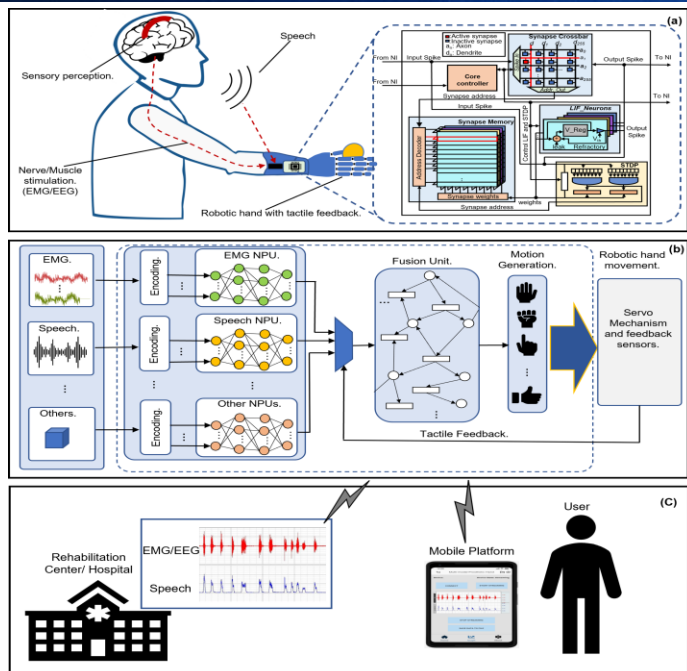 (a)
Speech
Sensory perception.
Nerve/Muscle
stimulation.
(EMG/EEG)
Robotic hand with tactile feedback.
Active synapse
Inactive synapse
Axon
Dendrite
Synapse Crossbar
From NI
Input Spike
Output Spike
To NI
From NI
Core
controller
Synapse address
Input Spike
To NI
Synapse Memory
Address Decoder
Synapse weights
Synapse address
Control LIF and STDP
LIF_Neurons
V_Reg
Leak
Refractory
Output
Spike
STDP
weights
(b)
EMG.
Speech.
Others.
Encoding.
EMG NPU.
Encoding.
Speech NPU.
Encoding.
Other NPUs.
Fusion Unit.
Motion
Generation.
Robotic hand
movement.
Servo
Mechanism
and feedback
sensors.
Tactile Feedback.
(C)
Rehabilitation
Center/ Hospital
EMG/EEG
Speech
Mobile Platform
User